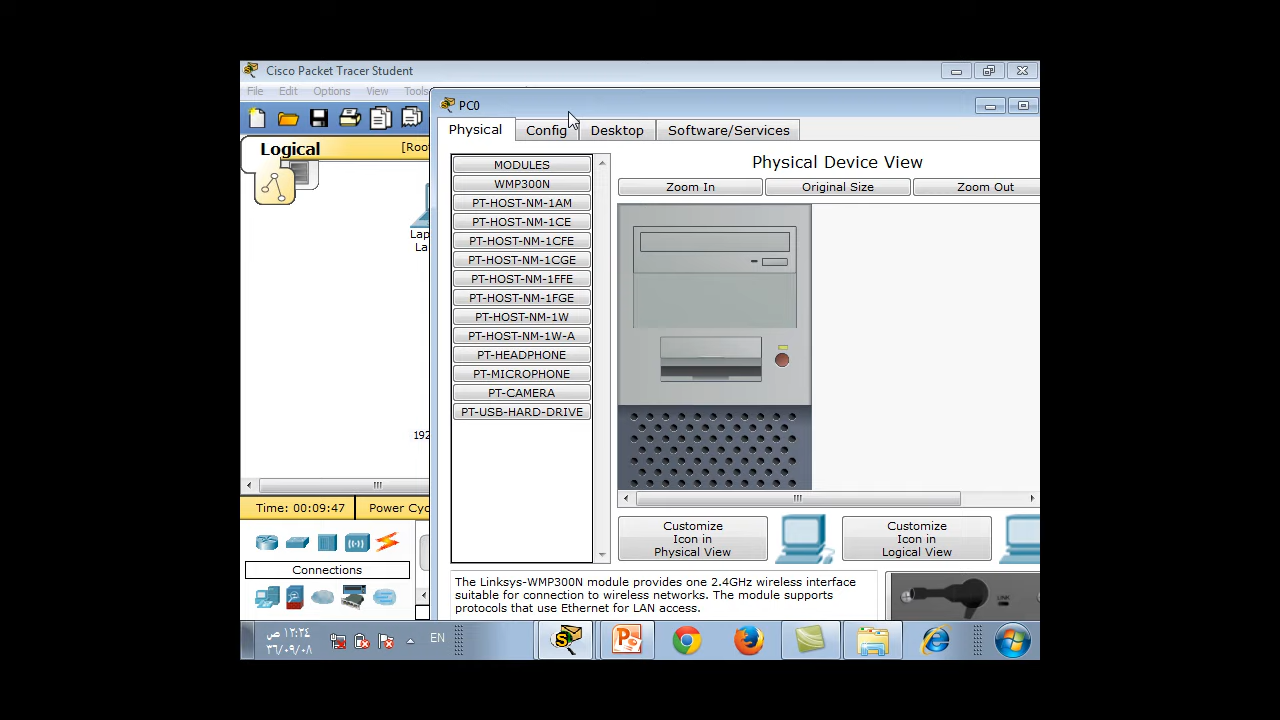 Cisco Packet Tracer Student
File Edit Options View Tools
PC0
Physical Config Desktop Software/Services
Logical
[Roo
Physical Device View
Zoom In Original Size Zoom Out
MODULES
WMP300N
PT-HOST-NM-1AM
PT-HOST-NM-1CE
PT-HOST-NM-1CFE
PT-HOST-NM-1CGE
PT-HOST-NM-1FFE
PT-HOST-NM-1FGE
PT-HOST-NM-1W
PT-HOST-NM-1W-A
PT-HEADPHONE
PT-MICROPHONE
PT-CAMERA
PT-USB-HARD-DRIVE
Lap
La
192
Time: 00:09:47 Power Cyc
Connections
Customize
Icon in
Physical View
Customize
Icon in
Logical View
The Linksys-WMP300N module provides one 2.4GHz wireless interface
suitable for connection to wireless networks. The module supports
protocols that use Ethernet for LAN access.
LINK
١٢:٢٤ ص
٣٦/٠٩/٠٨
EN